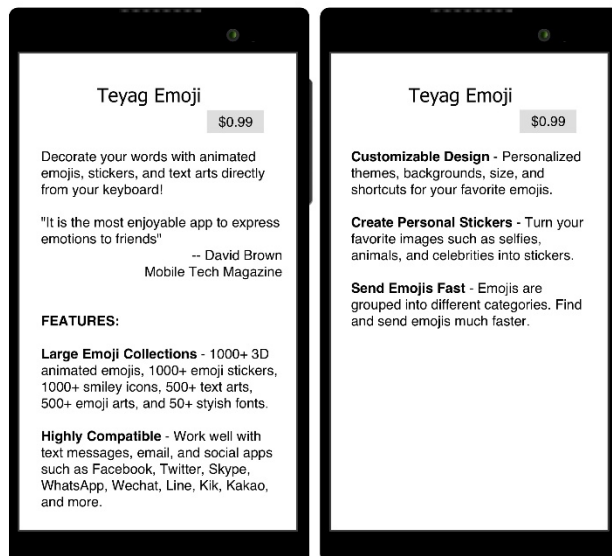 Teyag Emoji
$0.99
Decorate your words with animated
emojis, stickers, and text arts directly
from your keyboard!
"It is the most enjoyable app to express
emotions to friends"
-- David Brown
Mobile Tech Magazine
FEATURES:
Large Emoji Collections - 1000+ 3D
animated emojis, 1000+ emoji stickers,
1000+ smiley icons, 500+ text arts,
500+ emoji arts, and 50+ styish fonts.
Highly Compatible - Work well with
text messages, email, and social apps
such as Facebook, Twitter, Skype,
WhatsApp, Wechat, Line, Kik, Kakao,
and more.
Teyag Emoji
$0.99
Customizable Design - Personalized
themes, backgrounds, size, and
shortcuts for your favorite emojis.
Create Personal Stickers - Turn your
favorite images such as selfies,
animals, and celebrities into stickers.
Send Emojis Fast - Emojis are
grouped into different categories. Find
and send emojis much faster.